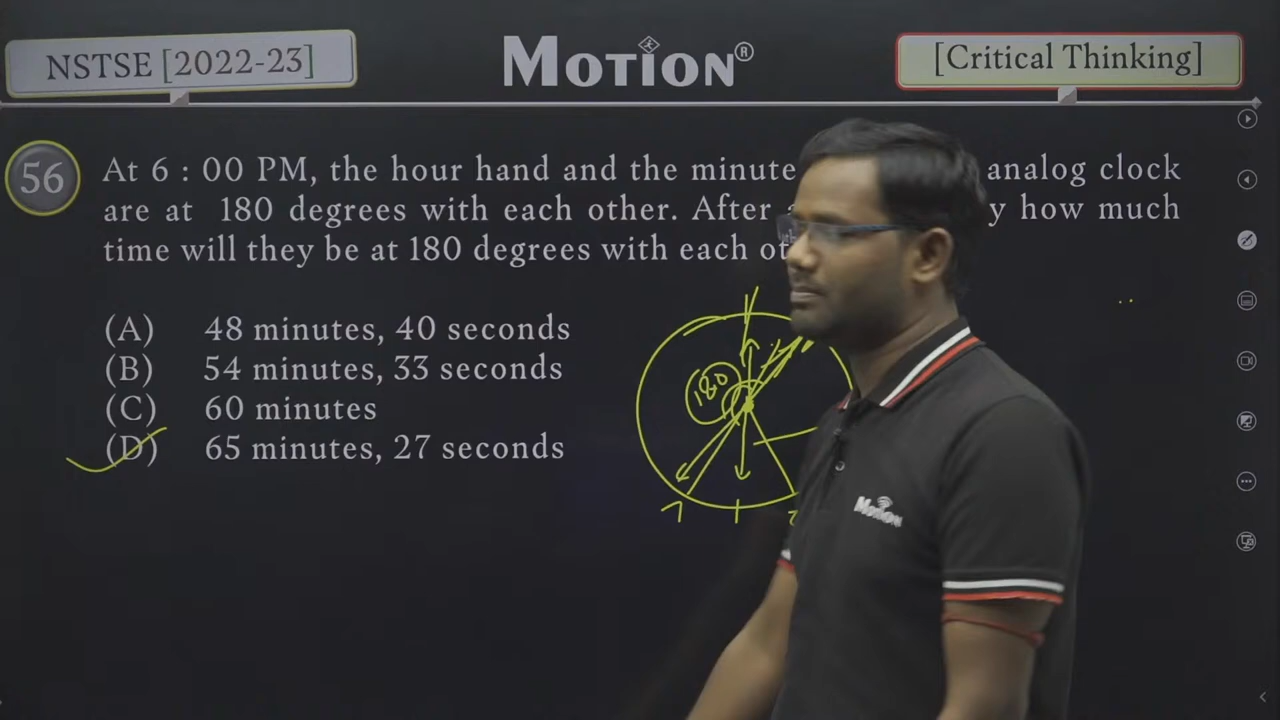 NSTSE [2022-23]
MOTION®
[Critical Thinking]
56
At 6 : 00 PM, the hour hand and the minute analog clock
are at 180 degrees with each other. After how much
time will they be at 180 degrees with each
(A) 48 minutes, 40 seconds
(B) 54 minutes, 33 seconds
(C) 60 minutes
(D) 65 minutes, 27 seconds
180
7
Motion